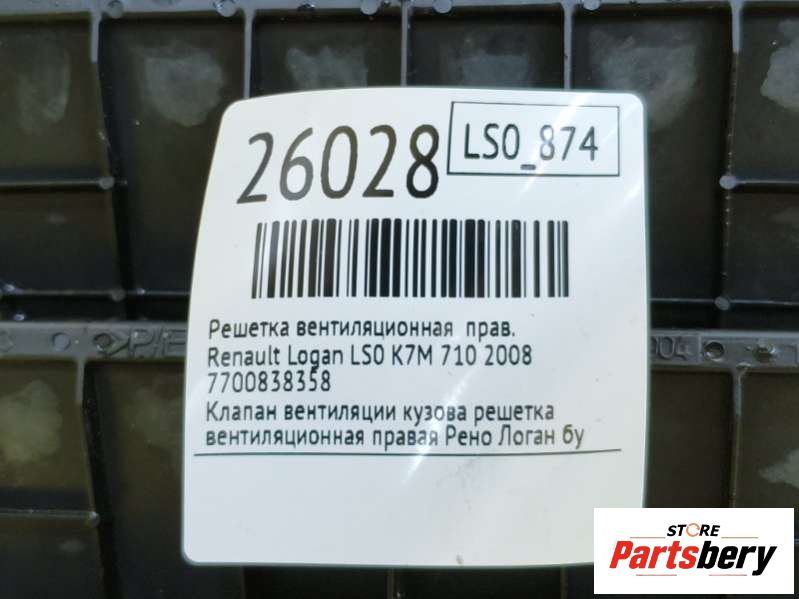 26028
LS0_874
Решетка вентиляционная прав.
Renault Logan LS0 K7M 710 2008
7700838358
Клапан вентиляции кузова решетка
вентиляционная правая Рено Логан бу
>P/E
904
STORE
Partsbery